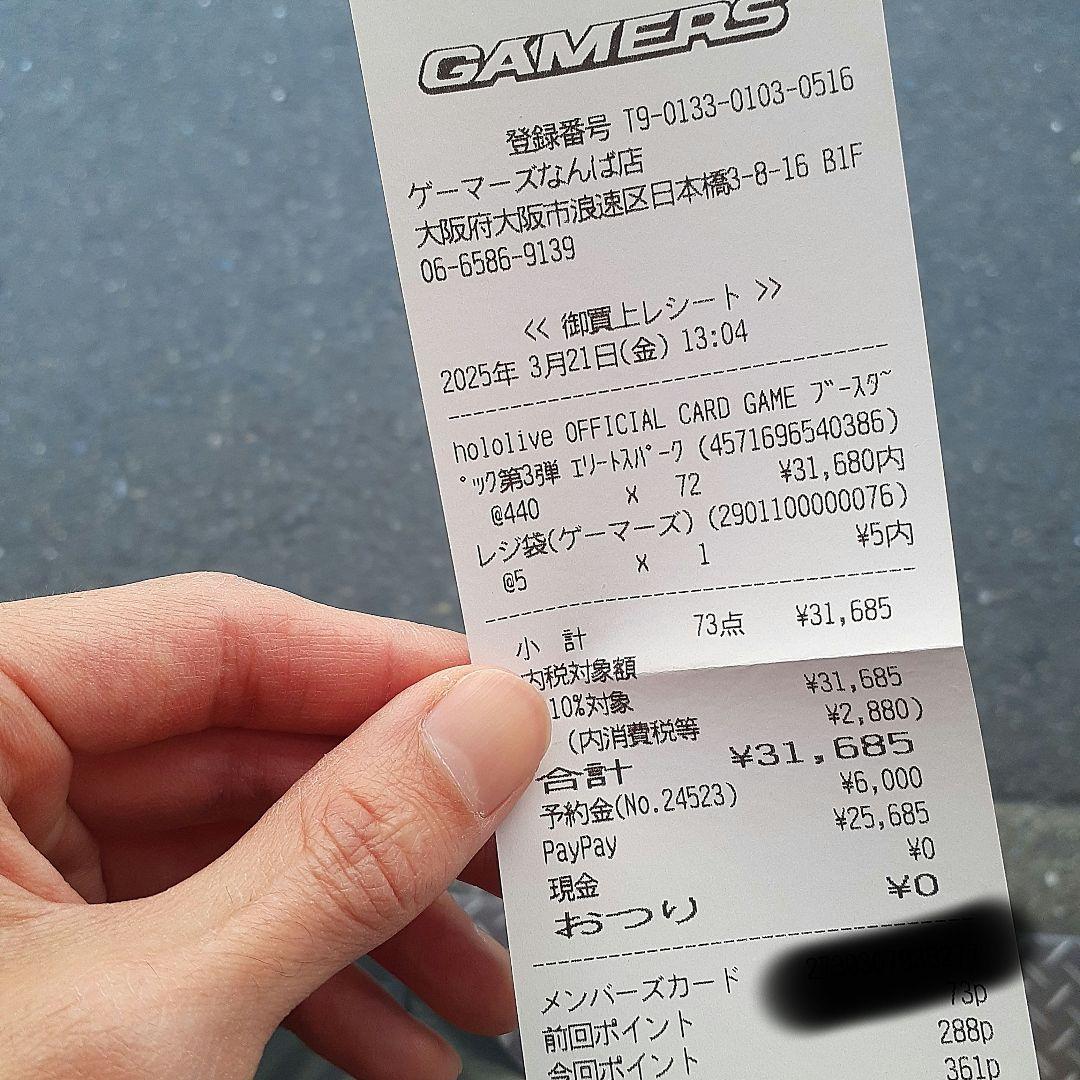 GAMERS
登録番号 T9-0133-0103-0516
ゲーマーズなんば店
大阪府大阪市浪速区日本橋3-8-16 B1F
06-6586-9139
<< 御買上レシート >>
2025年 3月21日(金) 13:04
hololive OFFICIAL CARD GAME ブースタ
ーパック第3弾 エリートスパーク (4571696540386)
@440 x 72 ¥31,680内
レジ袋(ゲーマーズ) (2901100000076)
@5 x 1 ¥5内
小 計 73点 ¥31,685
内税対象額
10%対象 ¥31,685
(内消費税等 ¥2,880)
合計 ¥31,685
予約金(No.24523) ¥6,000
PayPay ¥25,685
現金 ¥0
おつり ¥0
メンバーズカード
前回ポイント 73p
今回ポイント 288p
361p